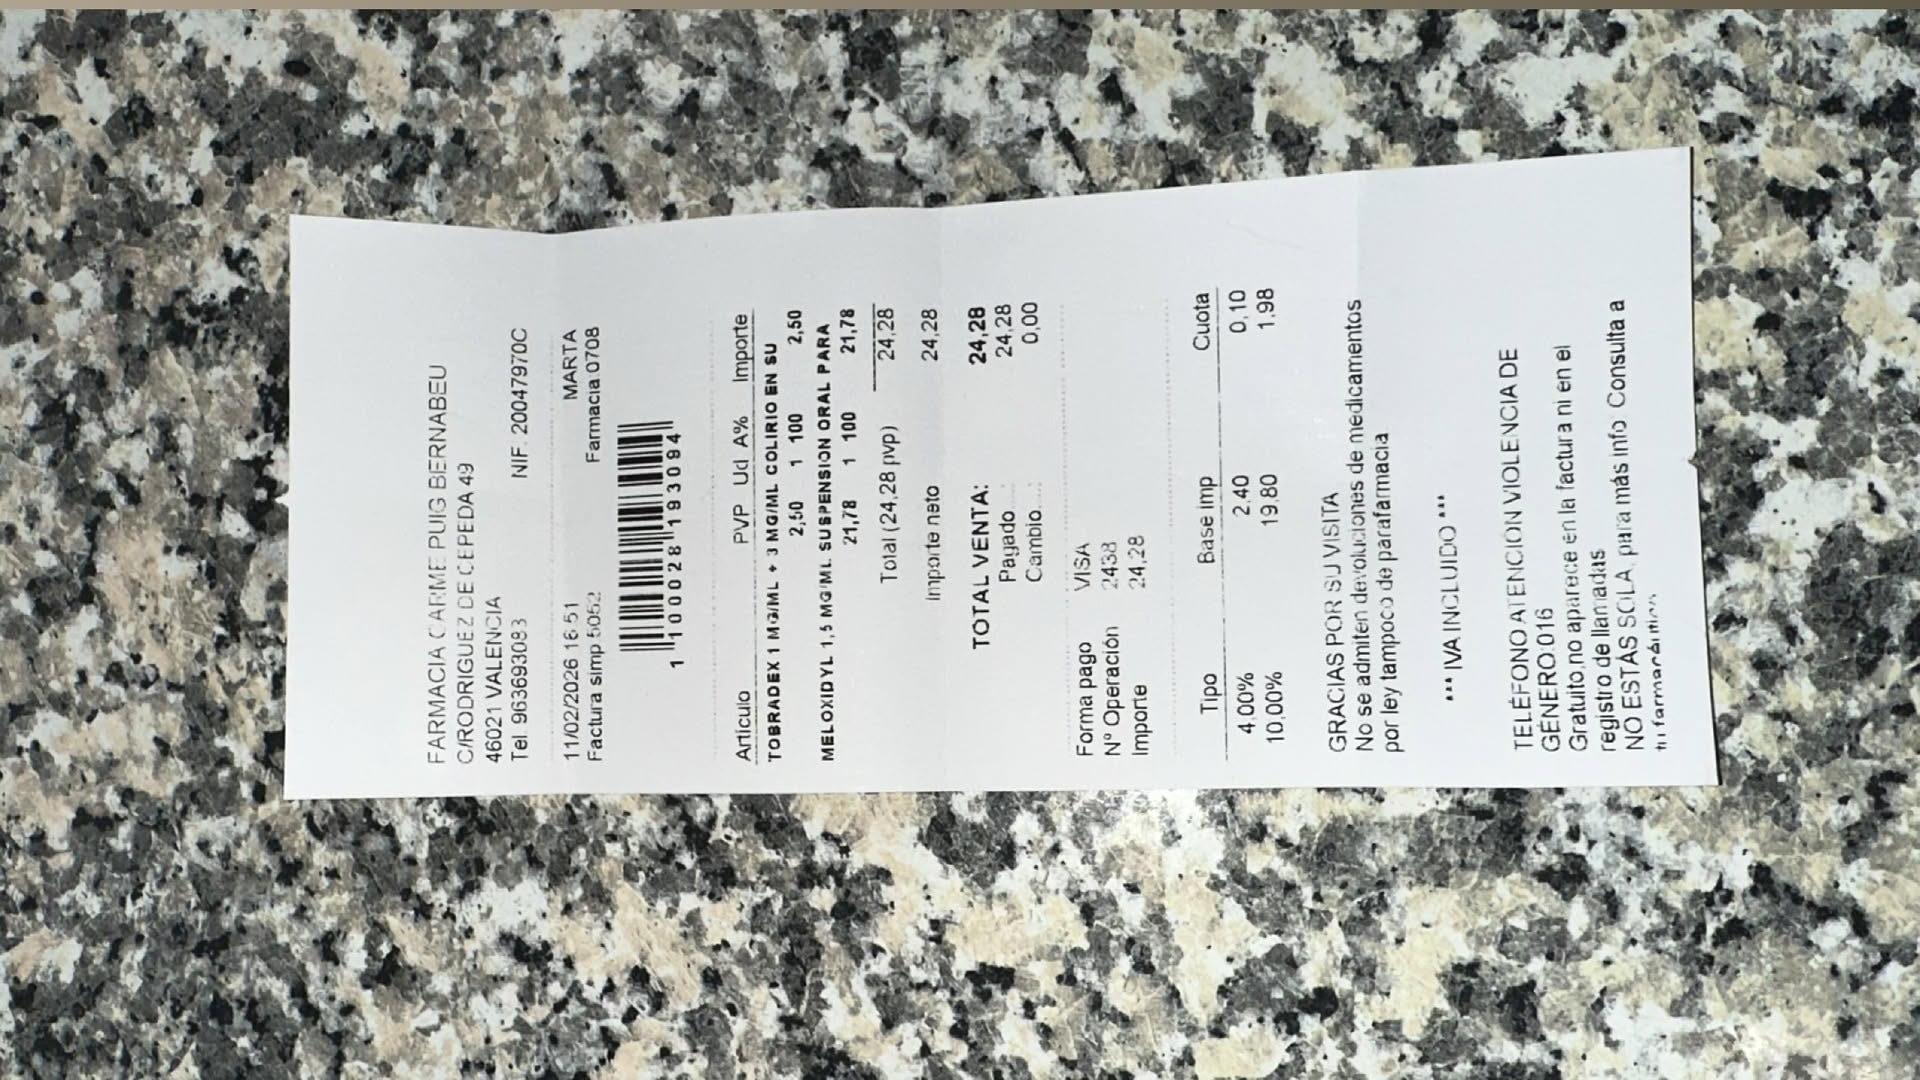 FARMACIA CARME PUIG BERNABEU
C/RODRIGUEZ DE CEPEDA 49
46021 VALENCIA
Tel. 963693083 NIF. 20047970C
11/02/2026 16:51 MARTA
Factura simp 5052 Farmacia:0708
1 100028 193094
Artículo PVP Ud A% Importe
TOBRADEX 1 MG/ML + 3 MG/ML COLIRIO EN SU
2,50 1 100 2,50
MELOXIDYL 1,5 MG/ML SUSPENSION ORAL PARA
21,78 1 100 21,78
Total (24,28 pvp) 24,28
Importe neto 24,28
TOTAL VENTA: 24,28
Pagado ...: 24,28
Cambio....: 0,00
Forma pago VISA
Nº Operación 2438
Importe 24,28
Tipo Base imp Cuota
4,00% 2,40 0,10
10,00% 19,80 1,98
GRACIAS POR SU VISITA
No se admiten devoluciones de medicamentos
por ley tampoco de parafarmacia
*** IVA INCLUIDO ***
TELÉFONO ATENCIÓN VIOLENCIA DE
GÉNERO:016
Gratuito,no aparece en la factura ni en el
registro de llamadas
NO ESTÁS SOLA, para más info. Consulta a
tu